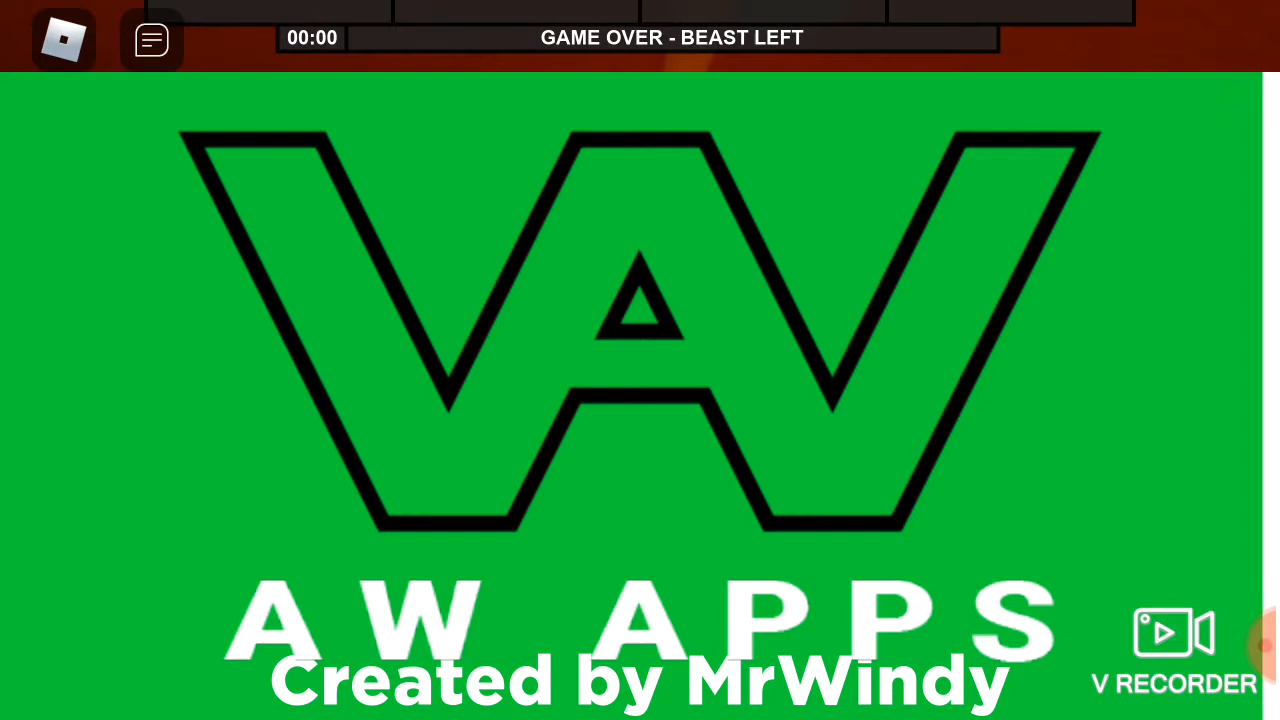 00:00 GAME OVER - BEAST LEFT
AW APPS
Created by MrWindy
V RECORDER